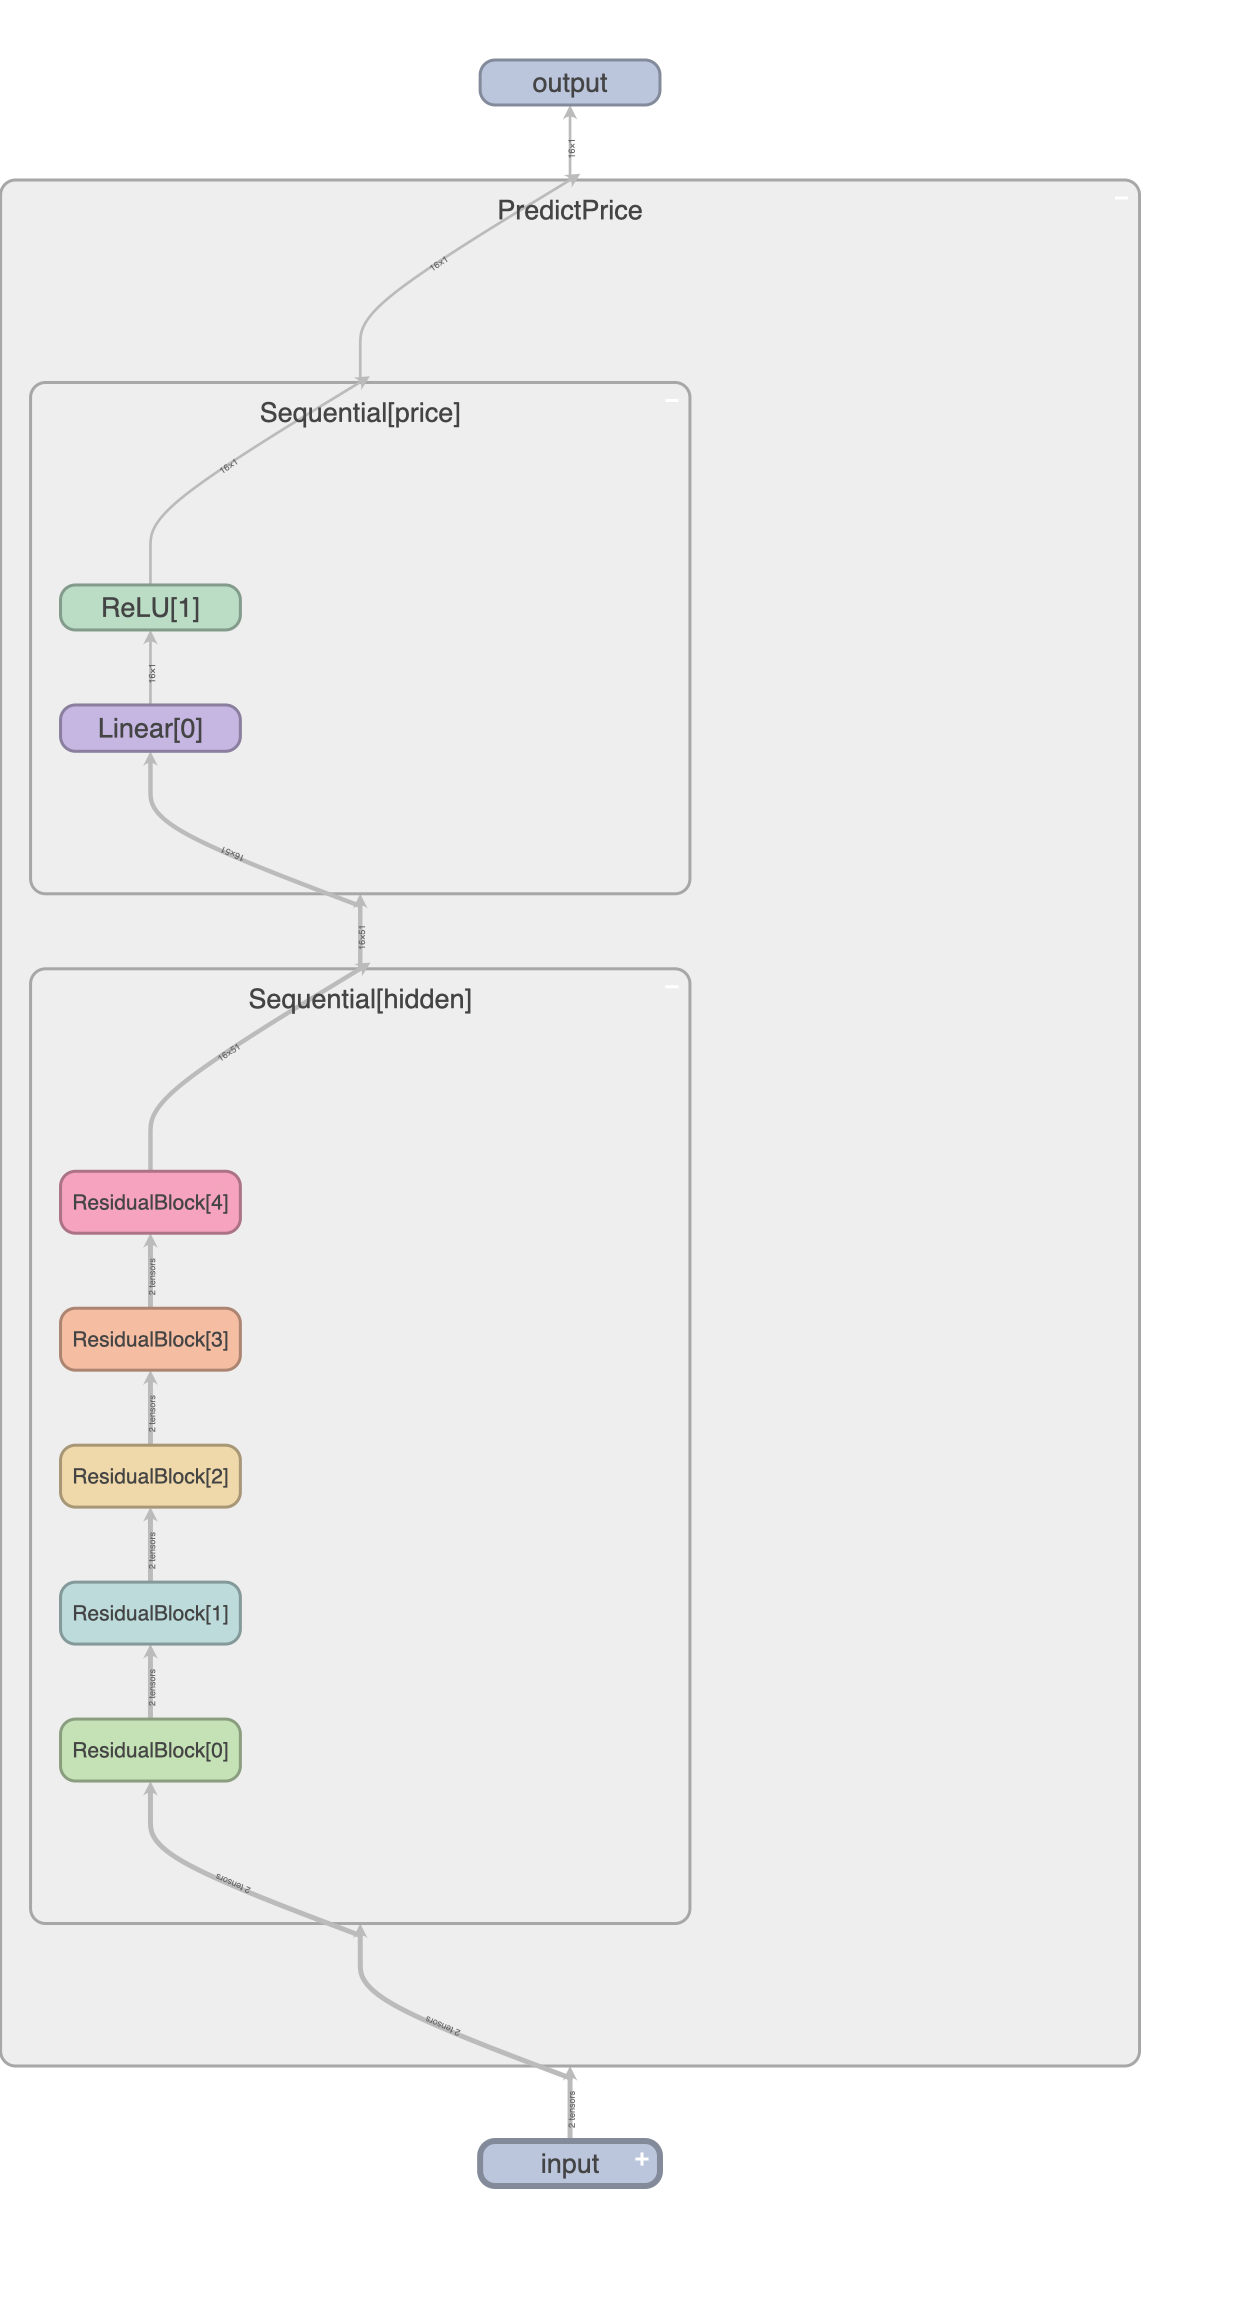 output
16x1
PredictPrice
16x1
Sequential[price]
16x1
ReLU[1]
16x1
Linear[0]
16x51
16x51
Sequential[hidden]
16x51
ResidualBlock[4]
2 tensors
ResidualBlock[3]
2 tensors
ResidualBlock[2]
2 tensors
ResidualBlock[1]
2 tensors
ResidualBlock[0]
2 tensors
2 tensors
2 tensors
input